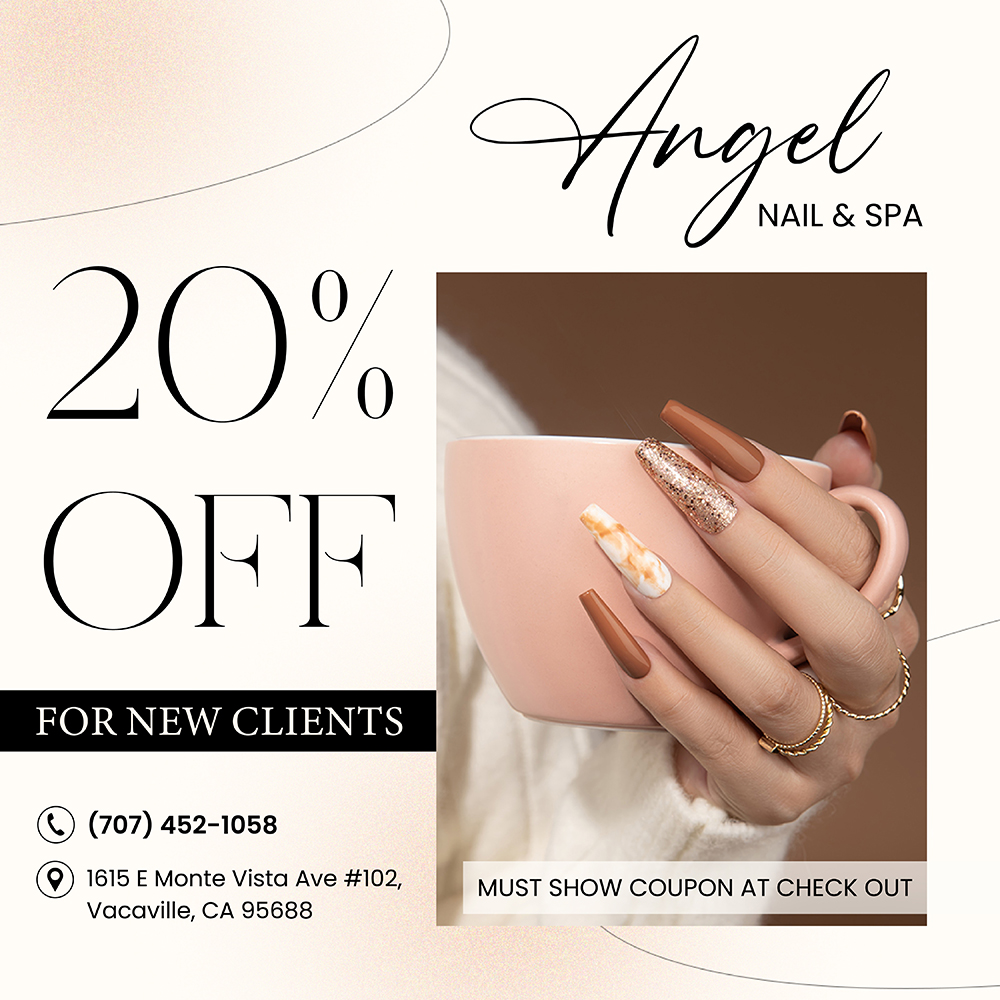 Angel
NAIL & SPA
20%
OFF
FOR NEW CLIENTS
(707) 452-1058
1615 E Monte Vista Ave #102,
Vacaville, CA 95688
MUST SHOW COUPON AT CHECK OUT